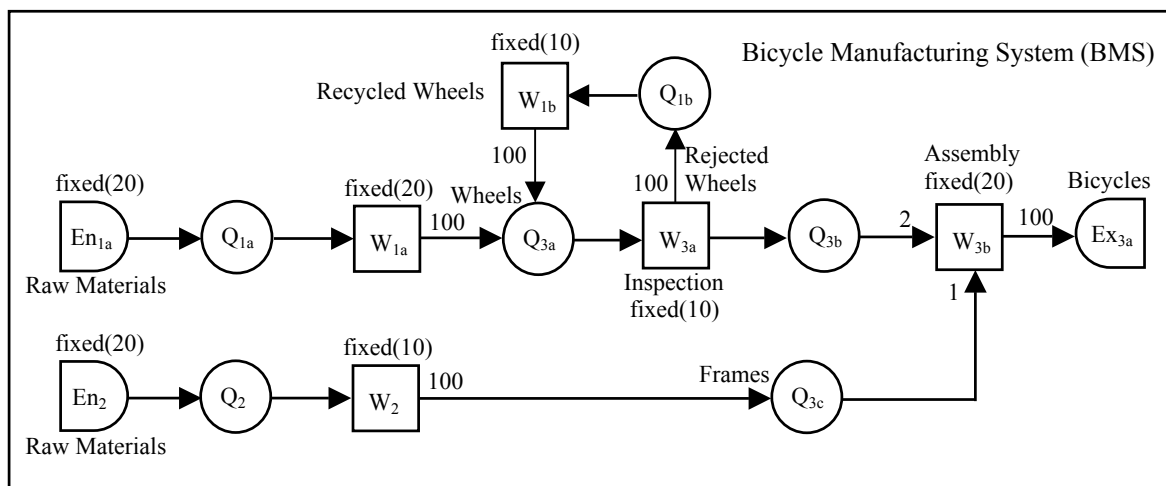 Bicycle Manufacturing System (BMS)
fixed(10)
Recycled Wheels
W1b
Q1b
100
100
Rejected
Wheels
fixed(20)
En1a
Raw Materials
Q1a
fixed(20)
W1a
100
Wheels
Q3a
W3a
Inspection
fixed(10)
Q3b
2
Assembly
fixed(20)
W3b
100
1
Bicycles
Ex3a
fixed(20)
En2
Raw Materials
Q2
fixed(10)
W2
100
Frames
Q3c